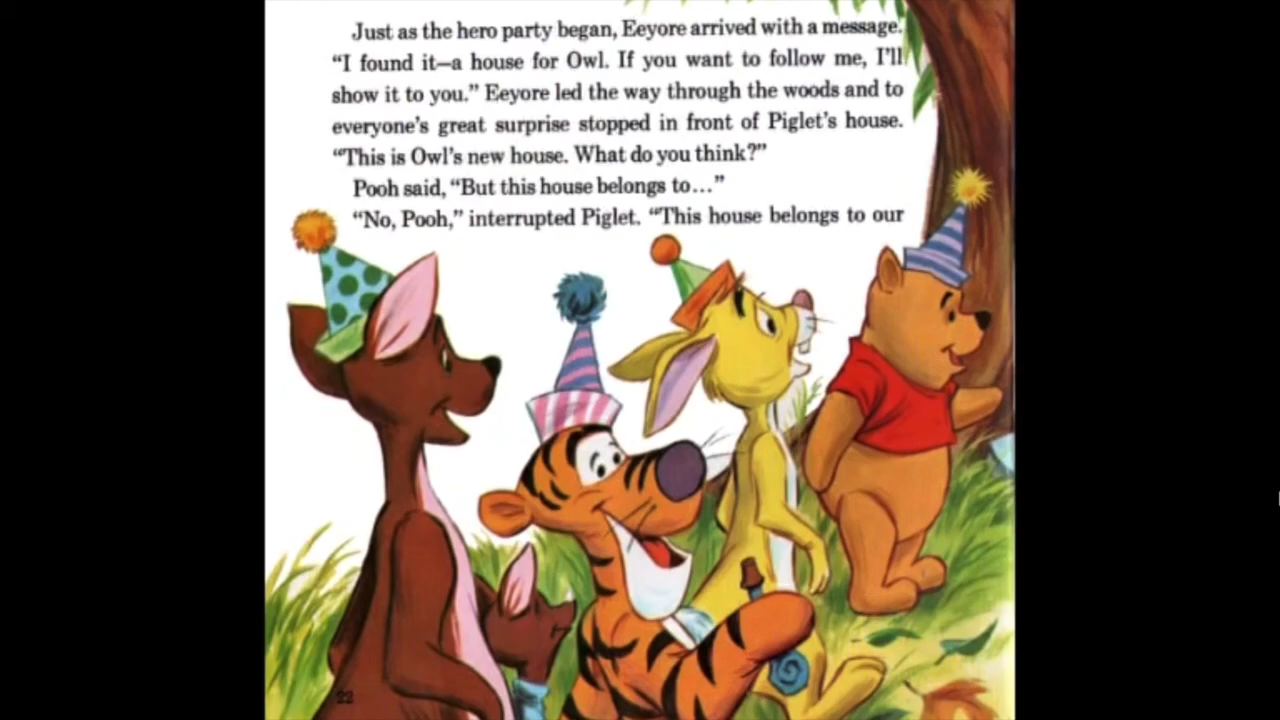 Just as the hero party began, Eeyore arrived with a message.
“I found it—a house for Owl. If you want to follow me, I’ll
show it to you.” Eeyore led the way through the woods and to
everyone’s great surprise stopped in front of Piglet’s house.
“This is Owl’s new house. What do you think?”
Pooh said, “But this house belongs to...”
“No, Pooh,” interrupted Piglet. “This house belongs to our
22